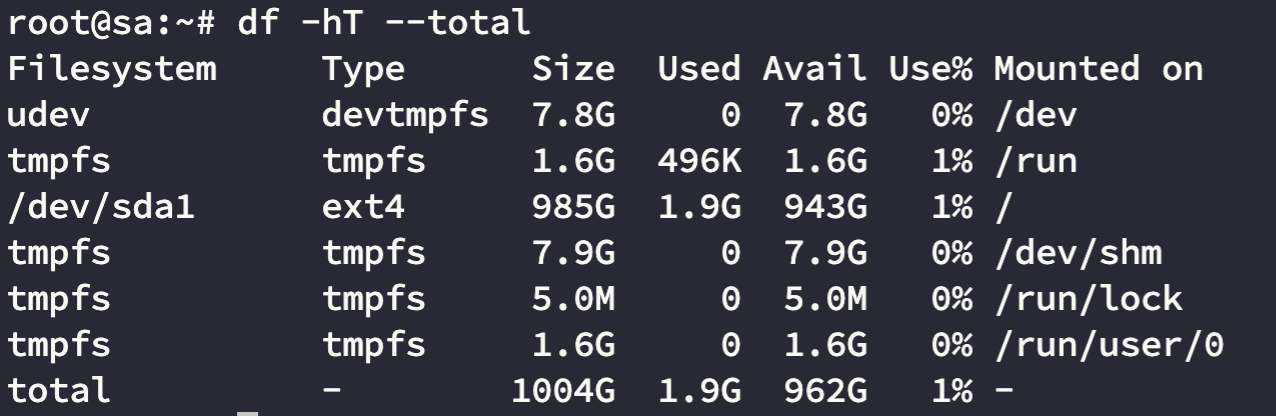 root@sa:~# df -hT --total
Filesystem     Type      Size  Used Avail Use% Mounted on
udev           devtmpfs  7.8G     0  7.8G   0% /dev
tmpfs          tmpfs     1.6G  496K  1.6G   1% /run
/dev/sda1      ext4      985G  1.9G  943G   1% /
tmpfs          tmpfs     7.9G     0  7.9G   0% /dev/shm
tmpfs          tmpfs     5.0M     0  5.0M   0% /run/lock
tmpfs          tmpfs     1.6G     0  1.6G   0% /run/user/0
total          -        1004G  1.9G  962G   1% -